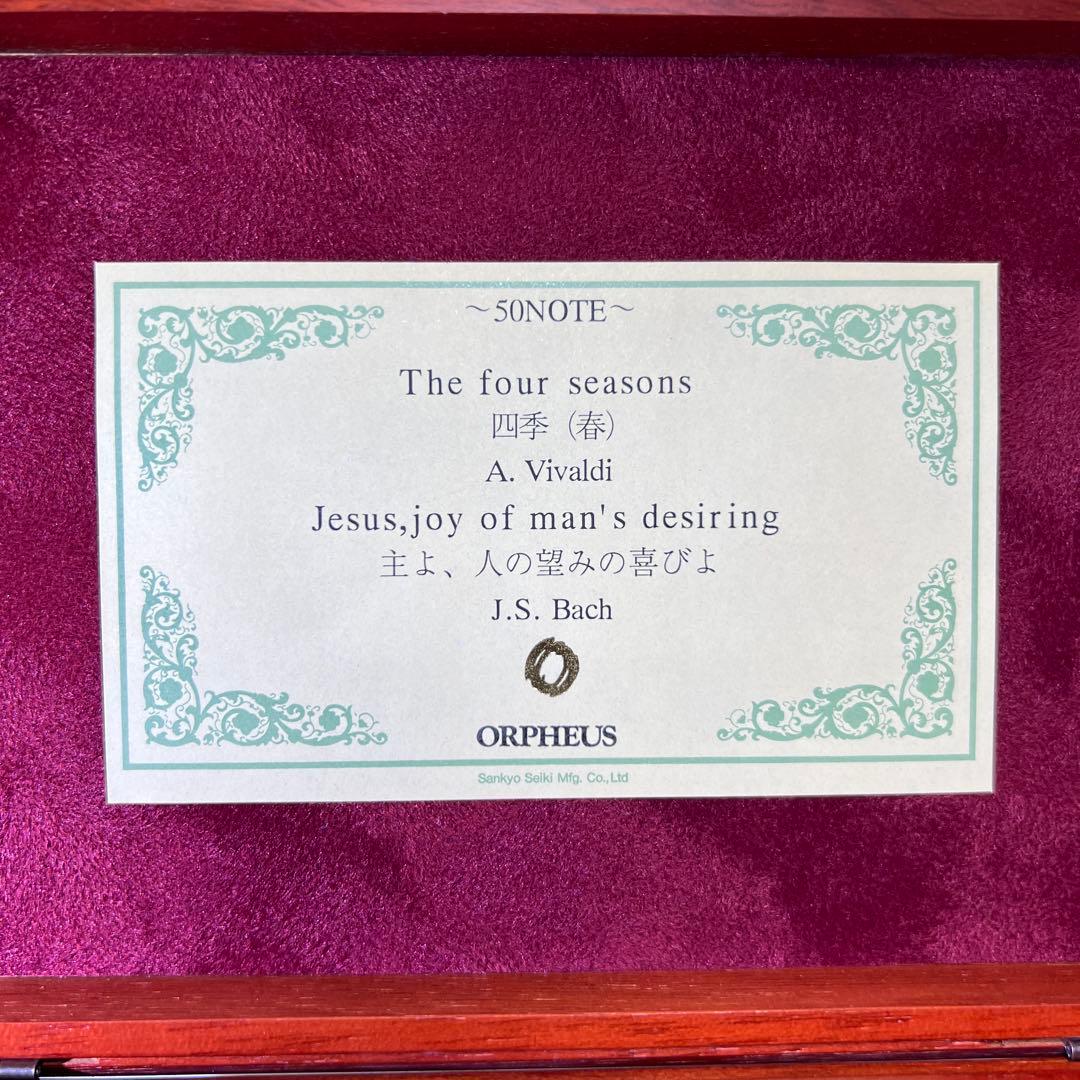 ～50NOTE～
The four seasons
四季（春）
A. Vivaldi
Jesus,joy of man's desiring
主よ、人の望みの喜びよ
J.S. Bach
ORPHEUS
Sankyo Seiki Mfg. Co.,Ltd